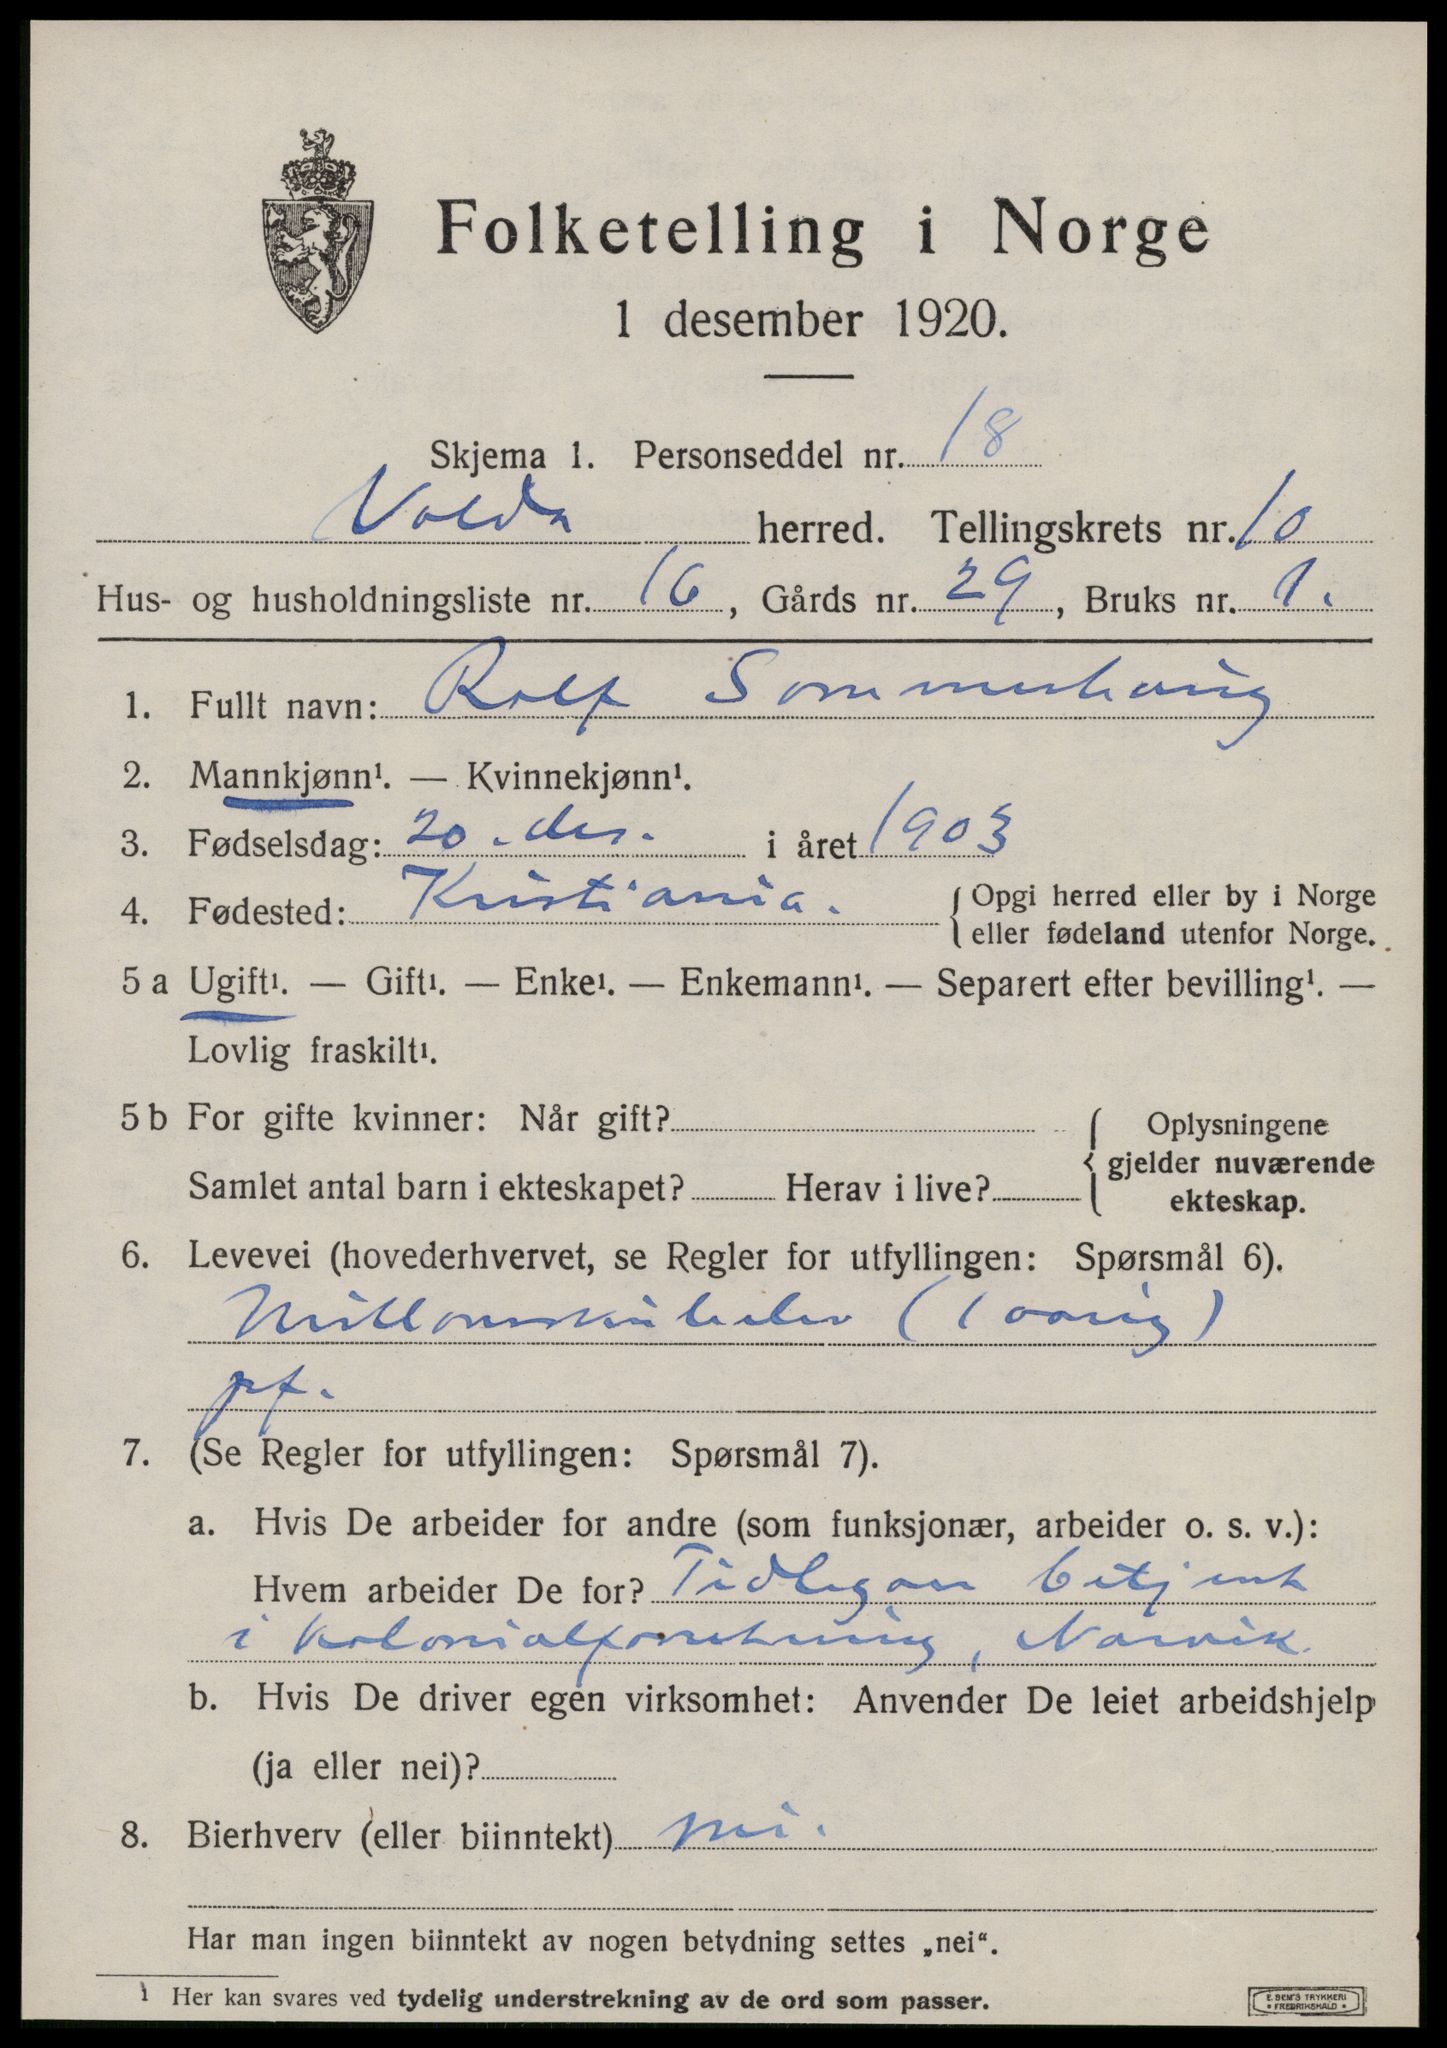 Folketelling i Norge
1 desember 1920.
Skjema 1. Personseddel nr. 18
Volda herred. Tellingskrets nr. 10
Hus- og husholdningsliste nr. 16, Gårds nr. 29, Bruks nr. 1.
1. Fullt navn: Rolf Sommerhaug
2. Mannkjønn¹. — Kvinnekjønn¹.
3. Fødselsdag: 20. des. i året 1903
4. Fødested: Kristiania. { Opgi herred eller by i Norge
eller fødeland utenfor Norge.
5 a Ugift¹. — Gift¹. — Enke¹. — Enkemann¹. — Separert efter bevilling¹. —
Lovlig fraskilt¹.
5 b For gifte kvinner: Når gift? { Oplysningene
gjelder nuværende
Samlet antal barn i ekteskapet? Herav i live?
ekteskap.
6. Levevei (hovederhvervet, se Regler for utfyllingen: Spørsmål 6).
(1 aarig)
pf.
7. (Se Regler for utfyllingen: Spørsmål 7).
a. Hvis De arbeider for andre (som funksjonær, arbeider o. s. v.):
Hvem arbeider De for? Tidligare betjent
i kolonialforretning, Narvik.
b. Hvis De driver egen virksomhet: Anvender De leiet arbeidshjelp
(ja eller nei)?
8. Bierhverv (eller biinntekt) nei.
Har man ingen biinntekt av nogen betydning settes „nei“.
¹ Her kan svares ved tydelig understrekning av de ord som passer.
E. SEM'S TRYKKERI
• FREDRIKSHALD •